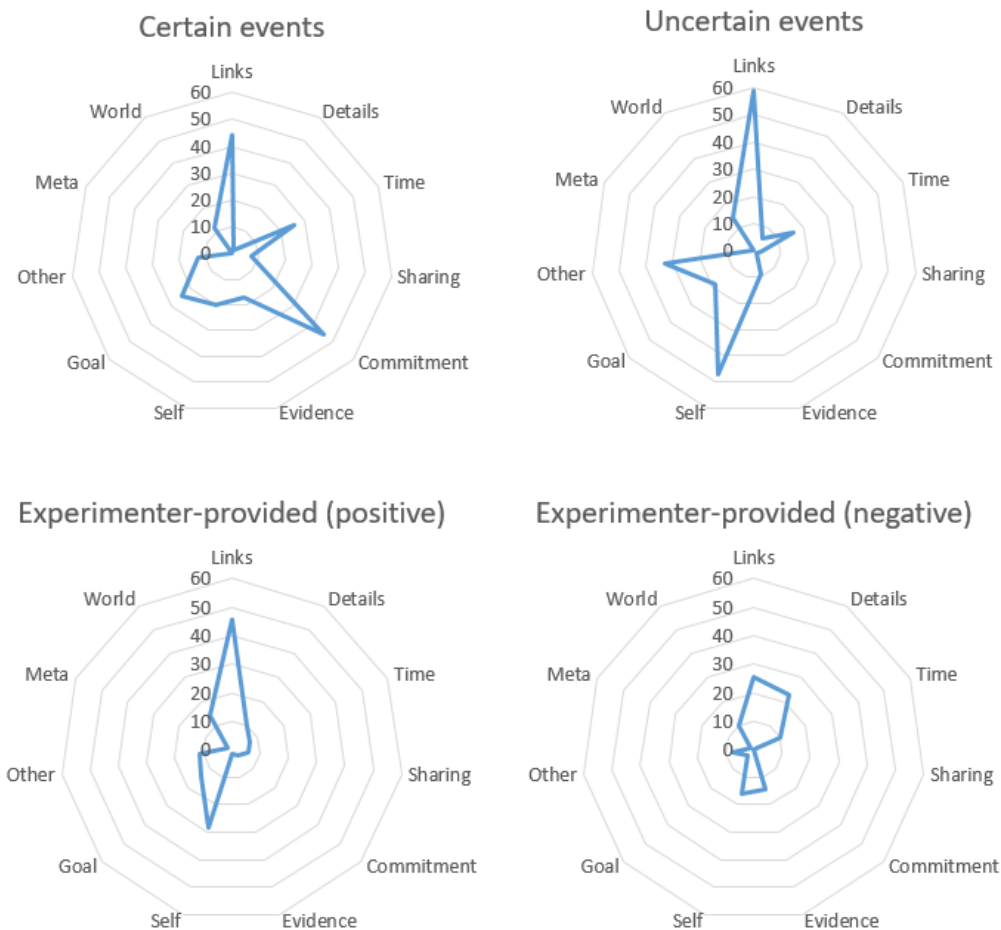 Certain events
Links
Details
Time
Sharing
Commitment
Evidence
Self
Goal
Other
Meta
World
60
50
40
30
20
10
0
Uncertain events
Links
Details
Time
Sharing
Commitment
Evidence
Self
Goal
Other
Meta
World
60
50
40
30
20
10
0
Experimenter-provided (positive)
Links
Details
Time
Sharing
Commitment
Evidence
Self
Goal
Other
Meta
World
60
50
40
30
20
10
0
Experimenter-provided (negative)
Links
Details
Time
Sharing
Commitment
Evidence
Self
Goal
Other
Meta
World
60
50
40
30
20
10
0